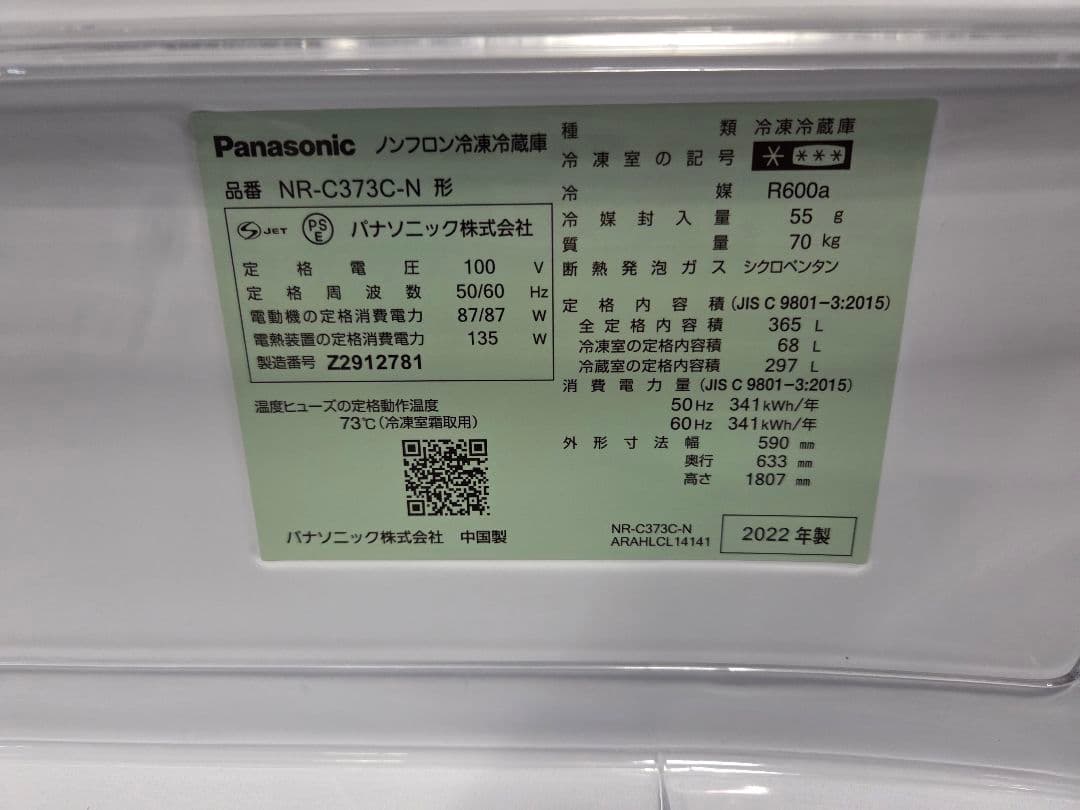 Panasonic ノンフロン冷凍冷蔵庫
品番 NR-C373C-N 形
S JET PSE パナソニック株式会社
定格電圧 100 V
定格周波数 50/60 Hz
電動機の定格消費電力 87/87 W
電熱装置の定格消費電力 135 W
製造番号 Z2912781
温度ヒューズの定格動作温度
73℃(冷凍室霜取用)
パナソニック株式会社 中国製
種類 冷凍冷蔵庫
冷凍室の記号 * ***
冷媒 R600a
冷媒封入量 55 g
質量 70 kg
断熱発泡ガス シクロペンタン
定格内容積 (JIS C 9801-3:2015)
全定格内容積 365 L
冷凍室の定格内容積 68 L
冷蔵室の定格内容積 297 L
消費電力量 (JIS C 9801-3:2015)
50Hz 341kWh/年
60Hz 341kWh/年
外形寸法 幅 590 mm
奥行 633 mm
高さ 1807 mm
NR-C373C-N
ARAHLCL14141
2022 年製